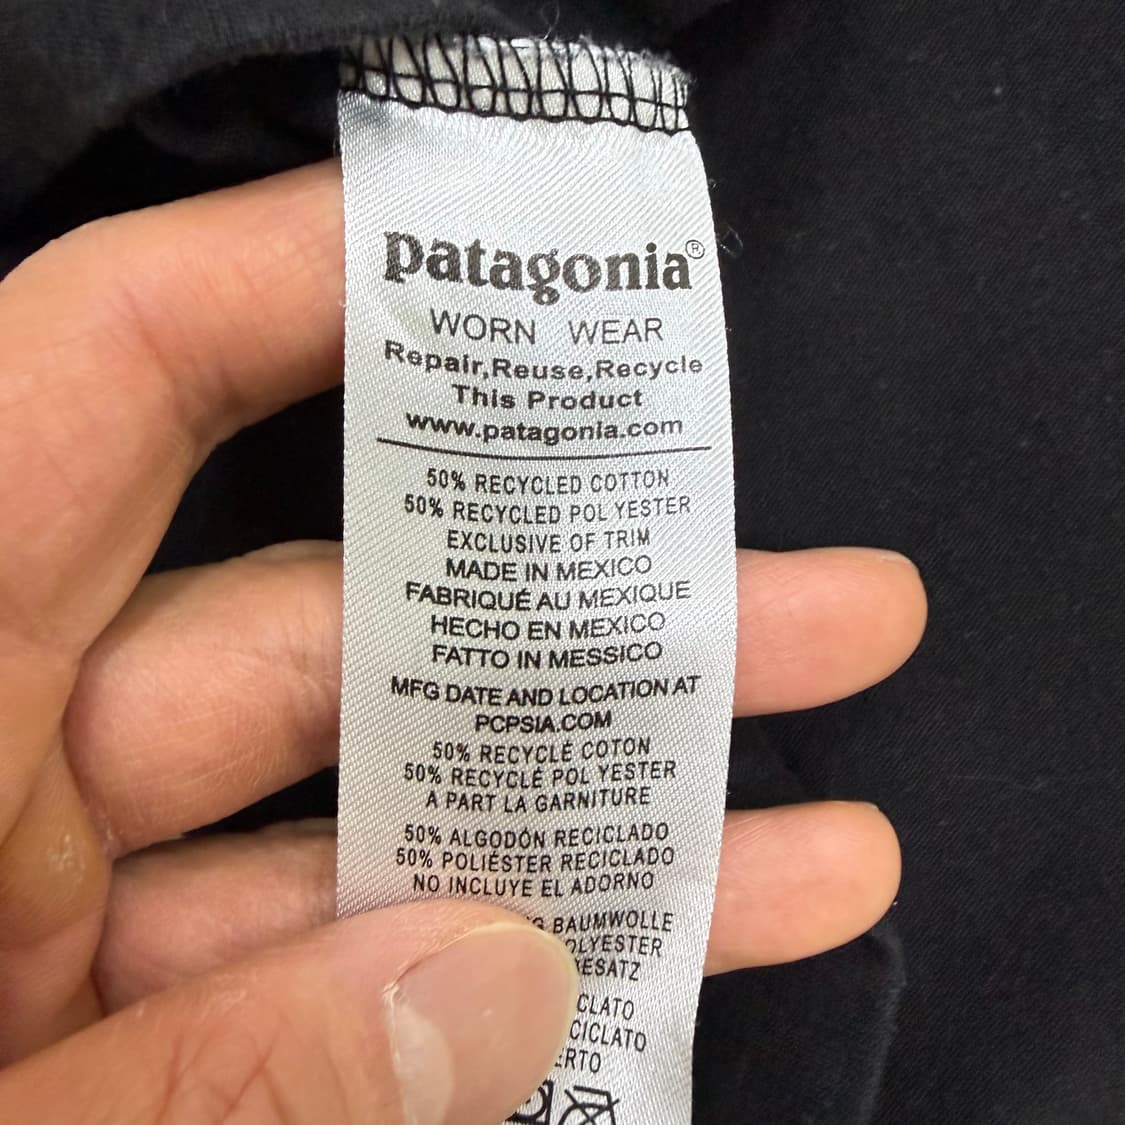 patagonia®
WORN WEAR
Repair,Reuse,Recycle
This Product
www.patagonia.com
50% RECYCLED COTTON
50% RECYCLED POL YESTER
EXCLUSIVE OF TRIM
MADE IN MEXICO
FABRIQUÉ AU MEXIQUE
HECHO EN MEXICO
FATTO IN MESSICO
MFG DATE AND LOCATION AT
PCPSIA.COM
50% RECYCLÉ COTON
50% RECYCLÉ POL YESTER
A PART LA GARNITURE
50% ALGODÓN RECICLADO
50% POLIÉSTER RECICLADO
NO INCLUYE EL ADORNO
BAUMWOLLE